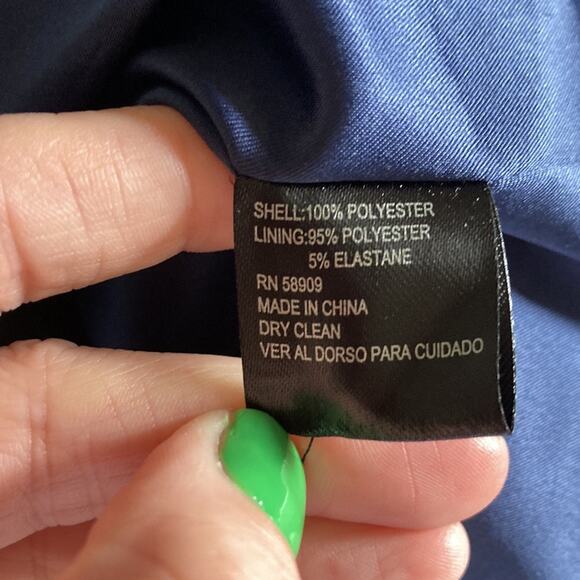 SHELL:100% POLYESTER
LINING:95% POLYESTER
5% ELASTANE
RN 58909
MADE IN CHINA
DRY CLEAN
VER AL DORSO PARA CUIDADO